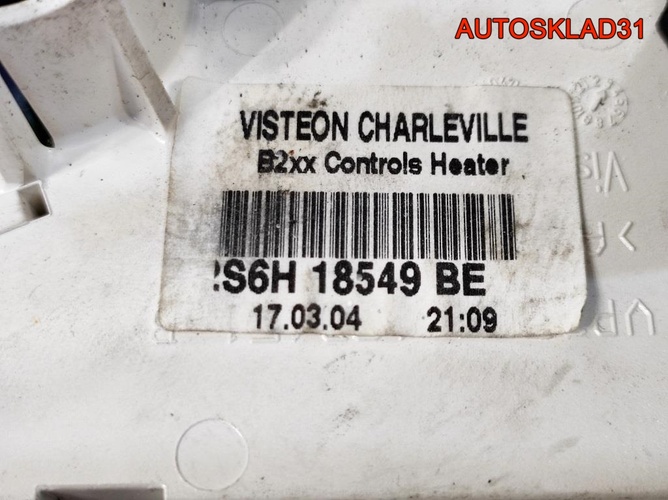 AUTOSKLAD31
VISTEON CHARLEVILLE
B2xx Controls Heater
2S6H 18549 BE
17.03.04 21:09